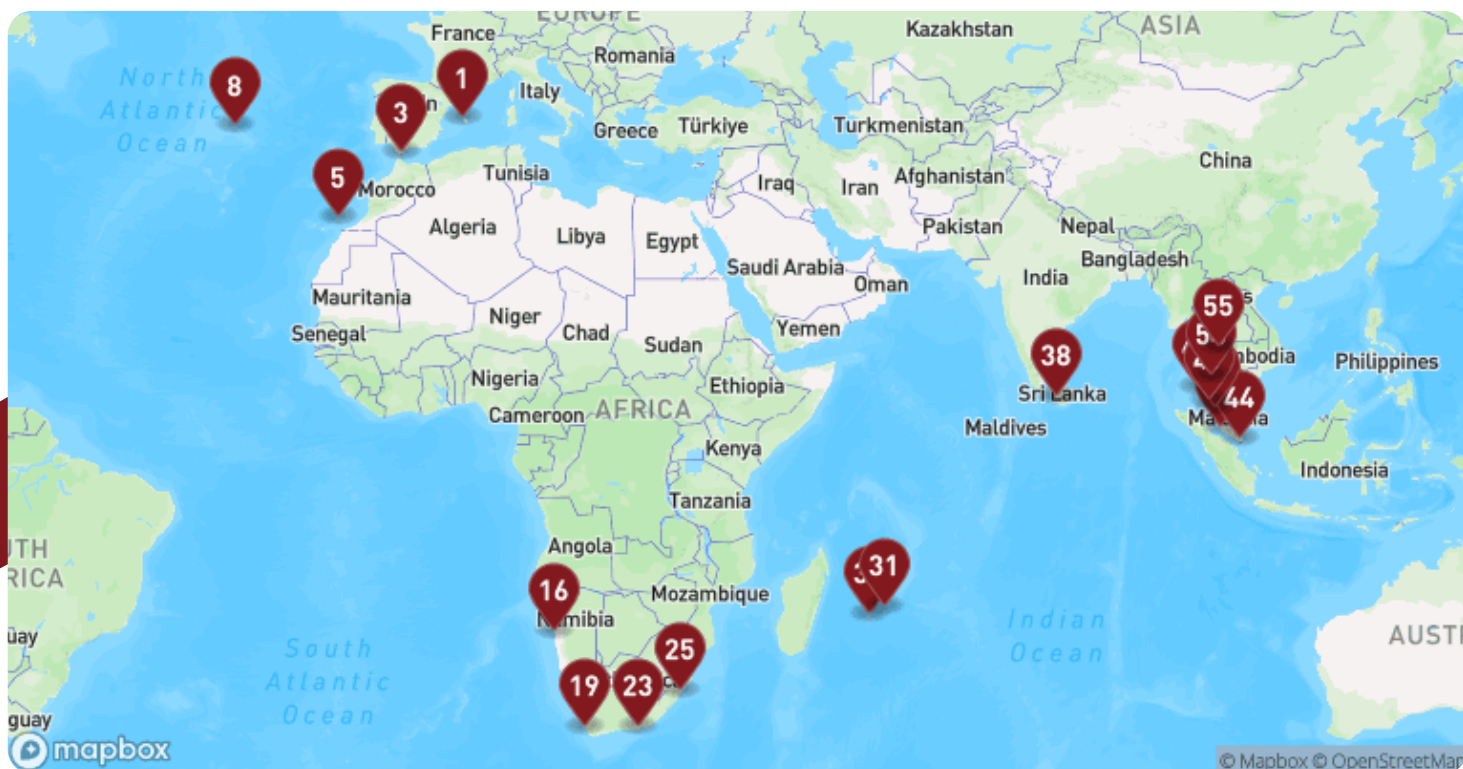 EUROPE
France
Kazakhstan
ASIA
Romania
North
Atlantic
Ocean
8
1
3
Italy
Greece
Türkiye
Turkmenistan
China
5
Morocco
Tunisia
Iraq
Iran
Afghanistan
Algeria
Libya
Egypt
Pakistan
Nepal
Saudi Arabia
Oman
India
Bangladesh
Mauritania
Niger
Chad
Sudan
Yemen
55
Senegal
38
Philippines
Nigeria
Ethiopia
Sri Lanka
44
Cameroon
AFRICA
Maldives
Kenya
Indonesia
Tanzania
Angola
31
16
Namibia
Mozambique
South
Atlantic
Ocean
Indian
Ocean
25
19
23
mapbox
© Mapbox © OpenStreetMap